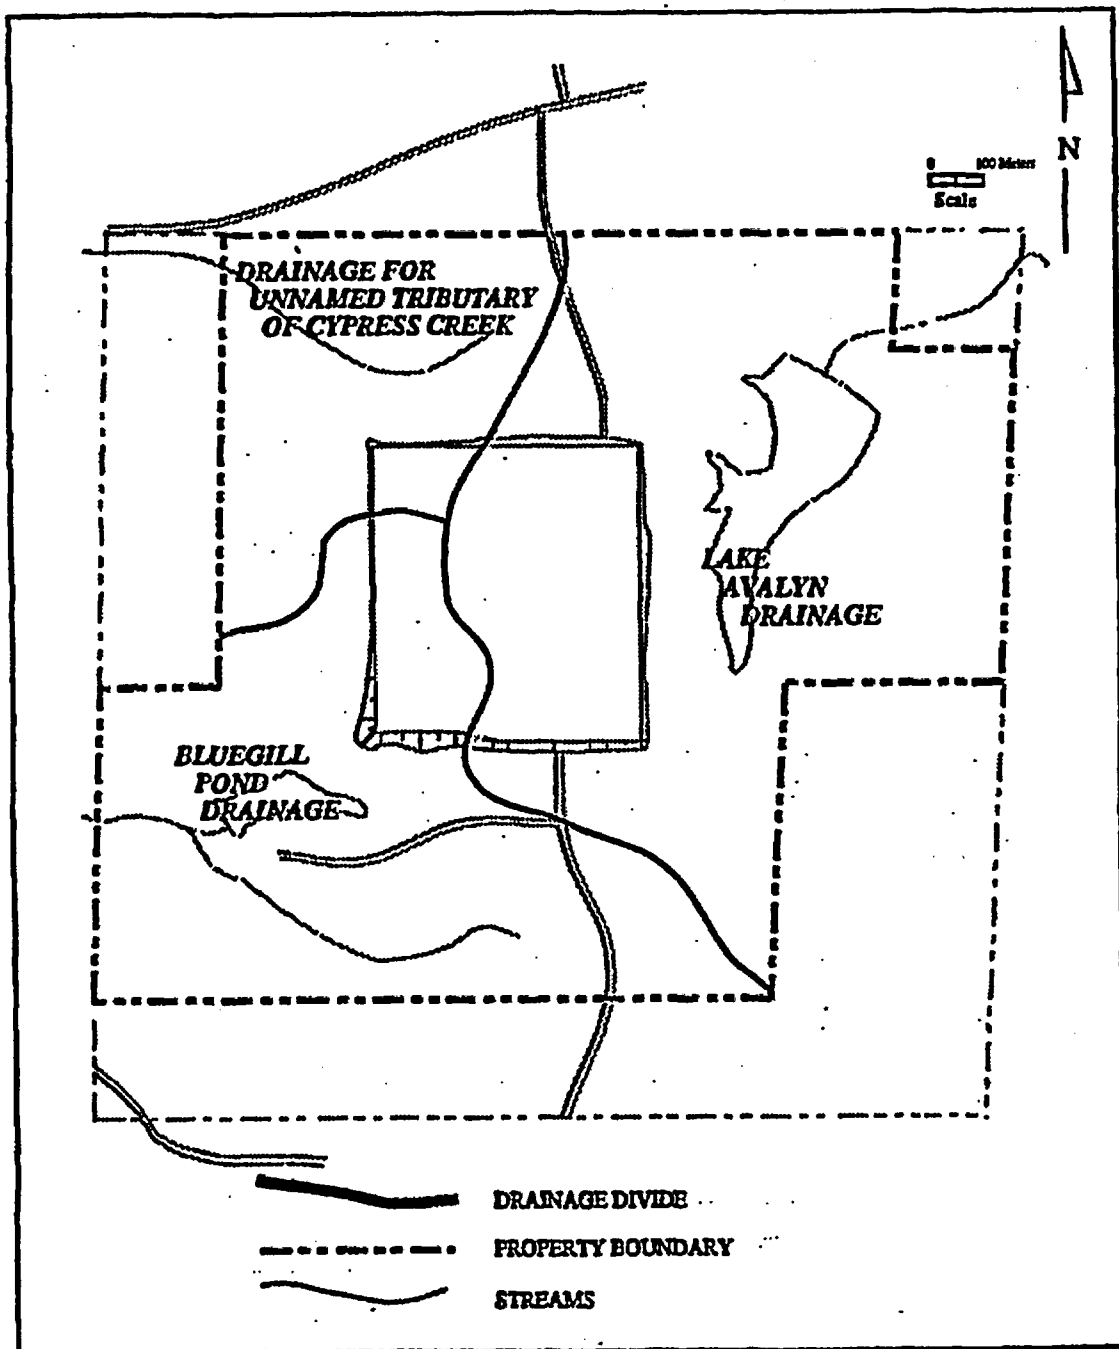 N
0 100 Meters
Scale
DRAINAGE FOR
UNNAMED TRIBUTARY
OF CYPRESS CREEK
LAKE
AVALYN
DRAINAGE
BLUEGILL
POND
DRAINAGE
DRAINAGE DIVIDE
PROPERTY BOUNDARY
STREAMS